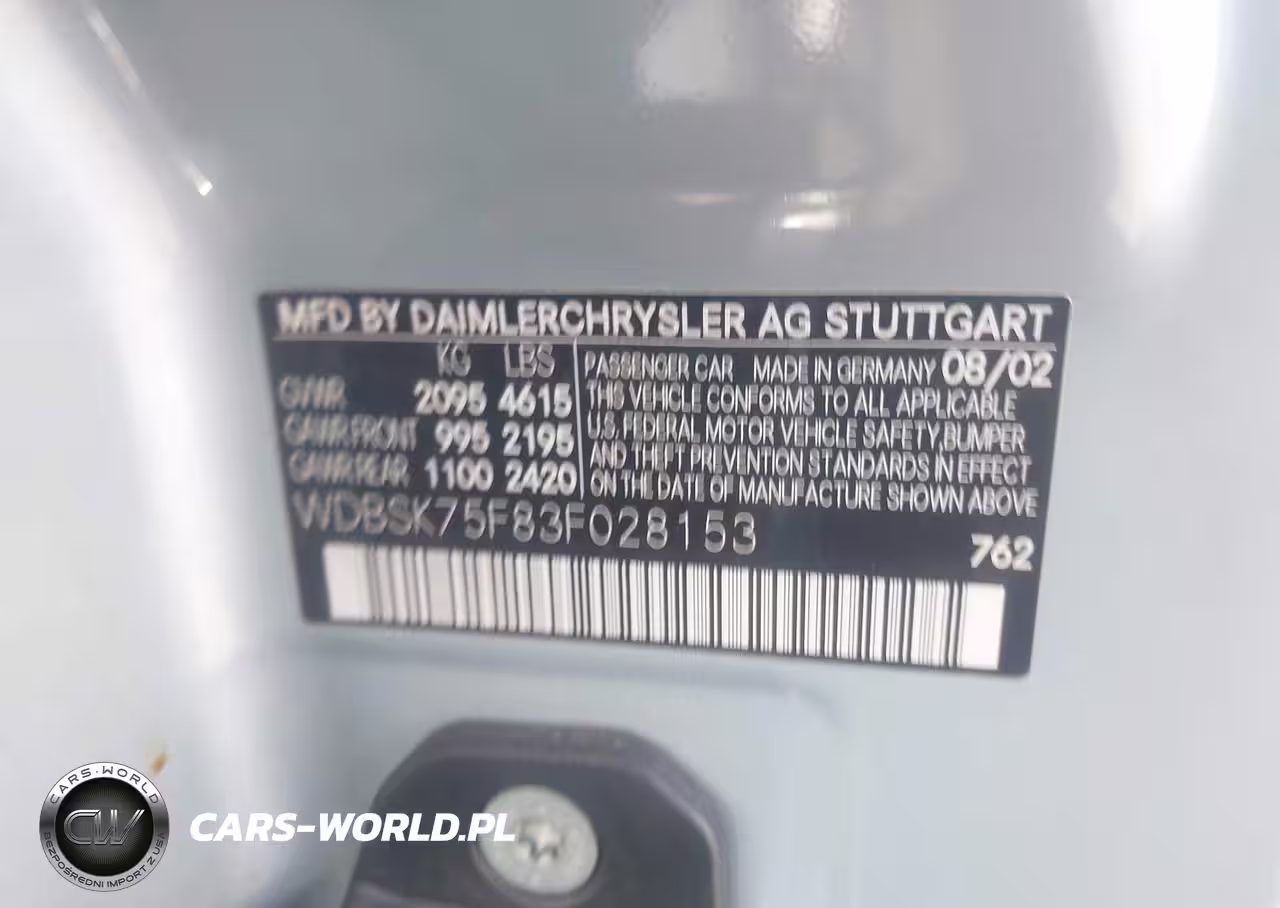 MFD BY DAIMLERCHRYSLER AG STUTTGART
KG LBS
GVWR 2095 4615
GAWR FRONT 995 2195
GAWR REAR 1100 2420
PASSENGER CAR MADE IN GERMANY 08/02
THIS VEHICLE CONFORMS TO ALL APPLICABLE
U.S. FEDERAL MOTOR VEHICLE SAFETY, BUMPER
AND THEFT PREVENTION STANDARDS IN EFFECT
ON THE DATE OF MANUFACTURE SHOWN ABOVE
WDBSK75F83F028153
762
CARS-WORLD
CW
BEZPOŚREDNI IMPORT Z USA
CARS-WORLD.PL